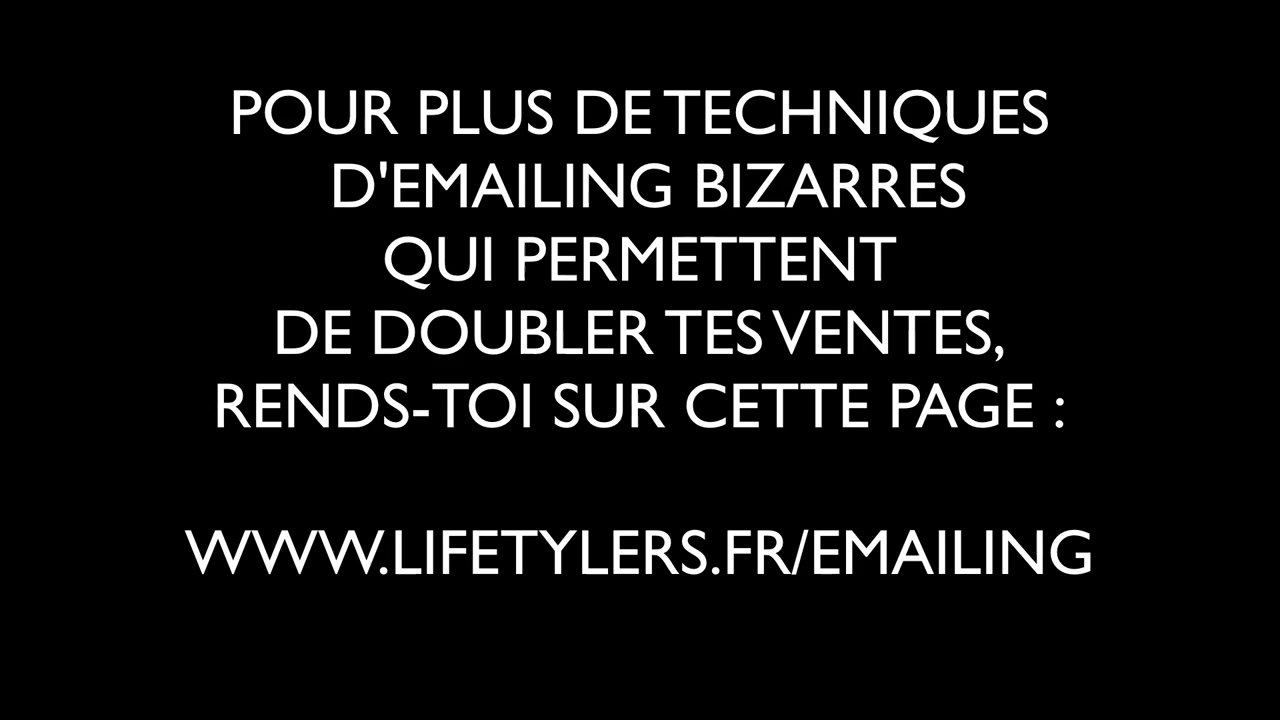 POUR PLUS DE TECHNIQUES
D'EMAILING BIZARRES
QUI PERMETTENT
DE DOUBLER TES VENTES,
RENDS-TOI SUR CETTE PAGE :
WWW.LIFETYLERS.FR/EMAILING